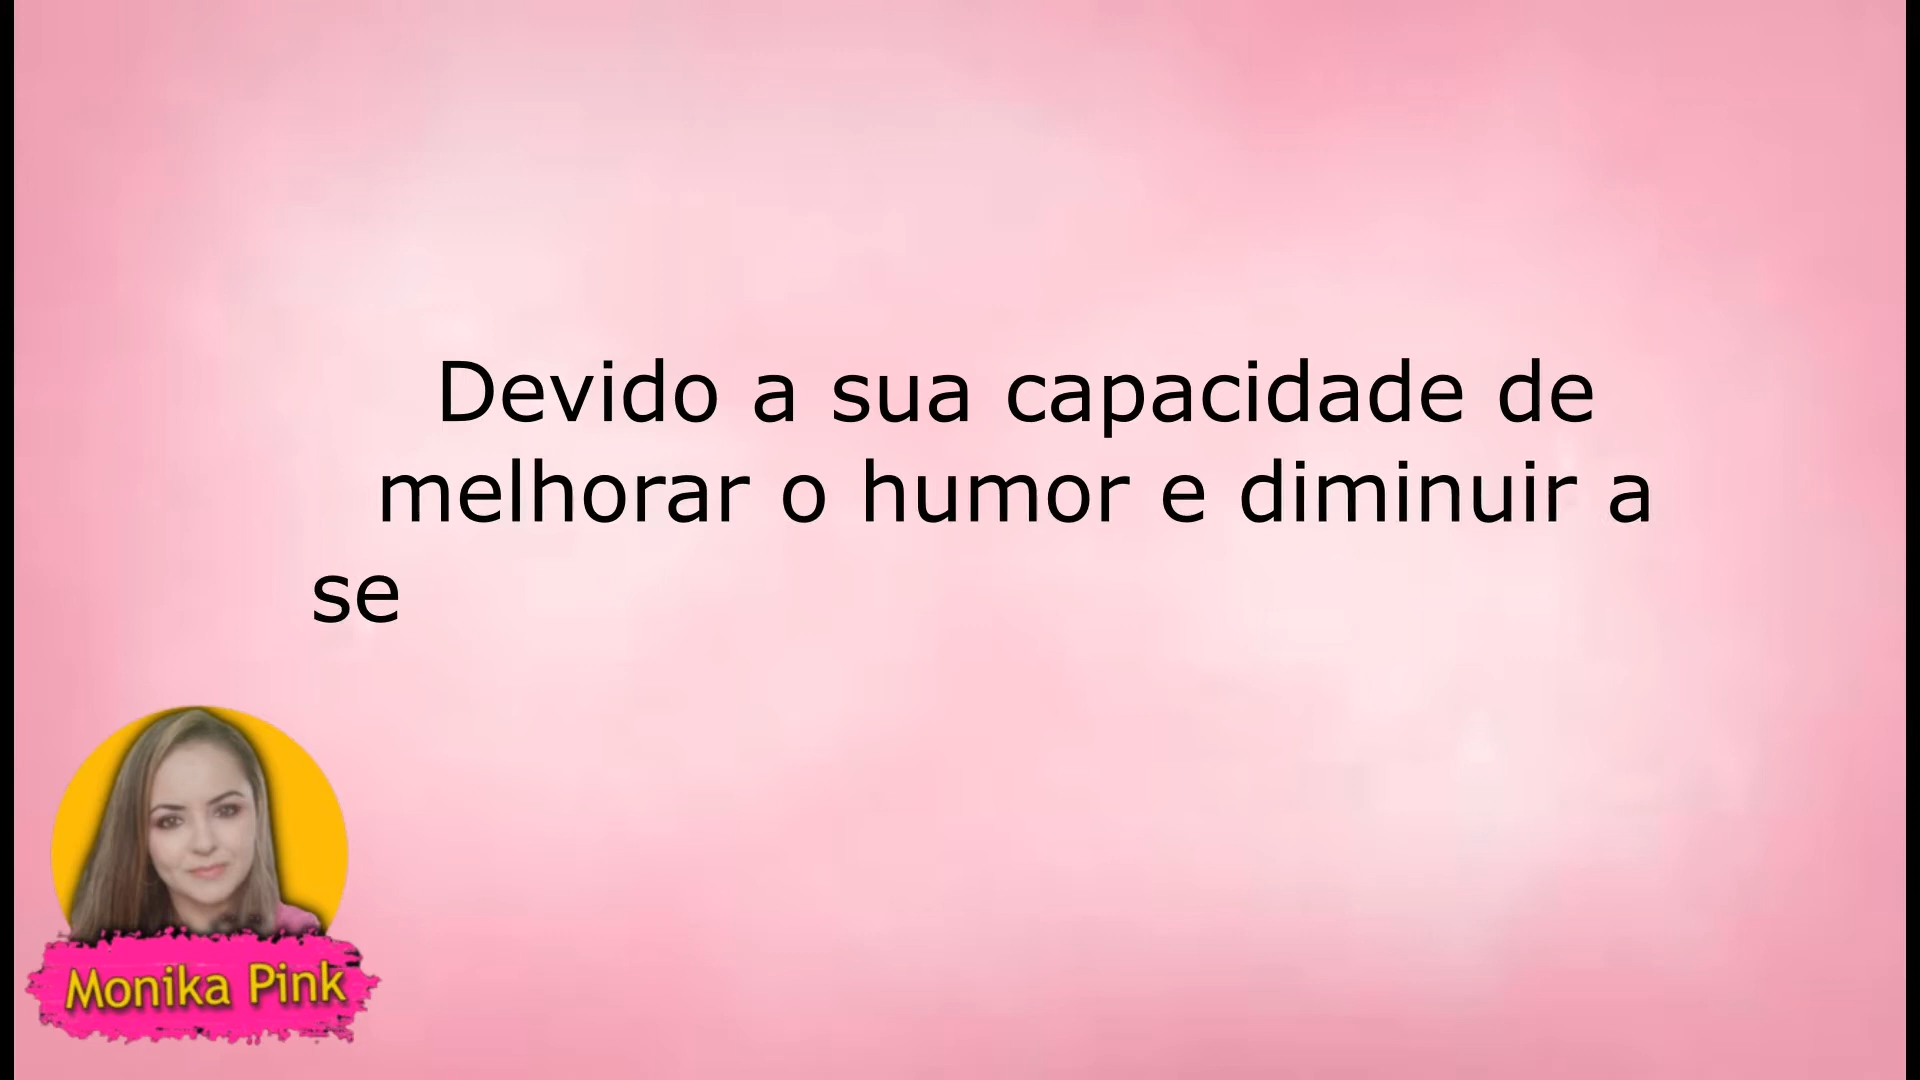 Devido a sua capacidade de
melhorar o humor e diminuir a
se
Monika Pink